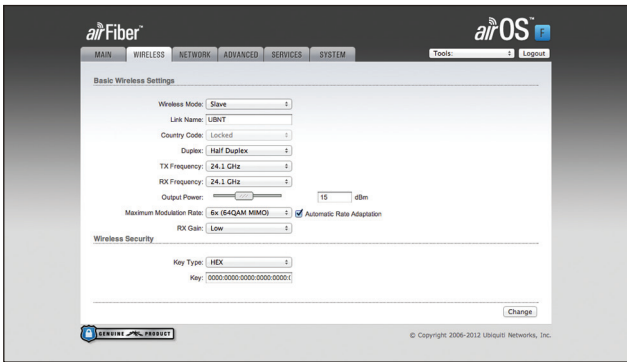 airFiber™
airOS™ F
MAIN WIRELESS NETWORK ADVANCED SERVICES SYSTEM Tools: Logout
Basic Wireless Settings
Wireless Mode: Slave
Link Name: UBNT
Country Code: Locked
Duplex: Half Duplex
TX Frequency: 24.1 GHz
RX Frequency: 24.1 GHz
Output Power: 15 dBm
Maximum Modulation Rate: 6x (64QAM MIMO) Automatic Rate Adaptation
RX Gain: Low
Wireless Security
Key Type: HEX
Key: 0000:0000:0000:0000:0000:(
Change
GENUINE PRODUCT
© Copyright 2006-2012 Ubiquiti Networks, Inc.